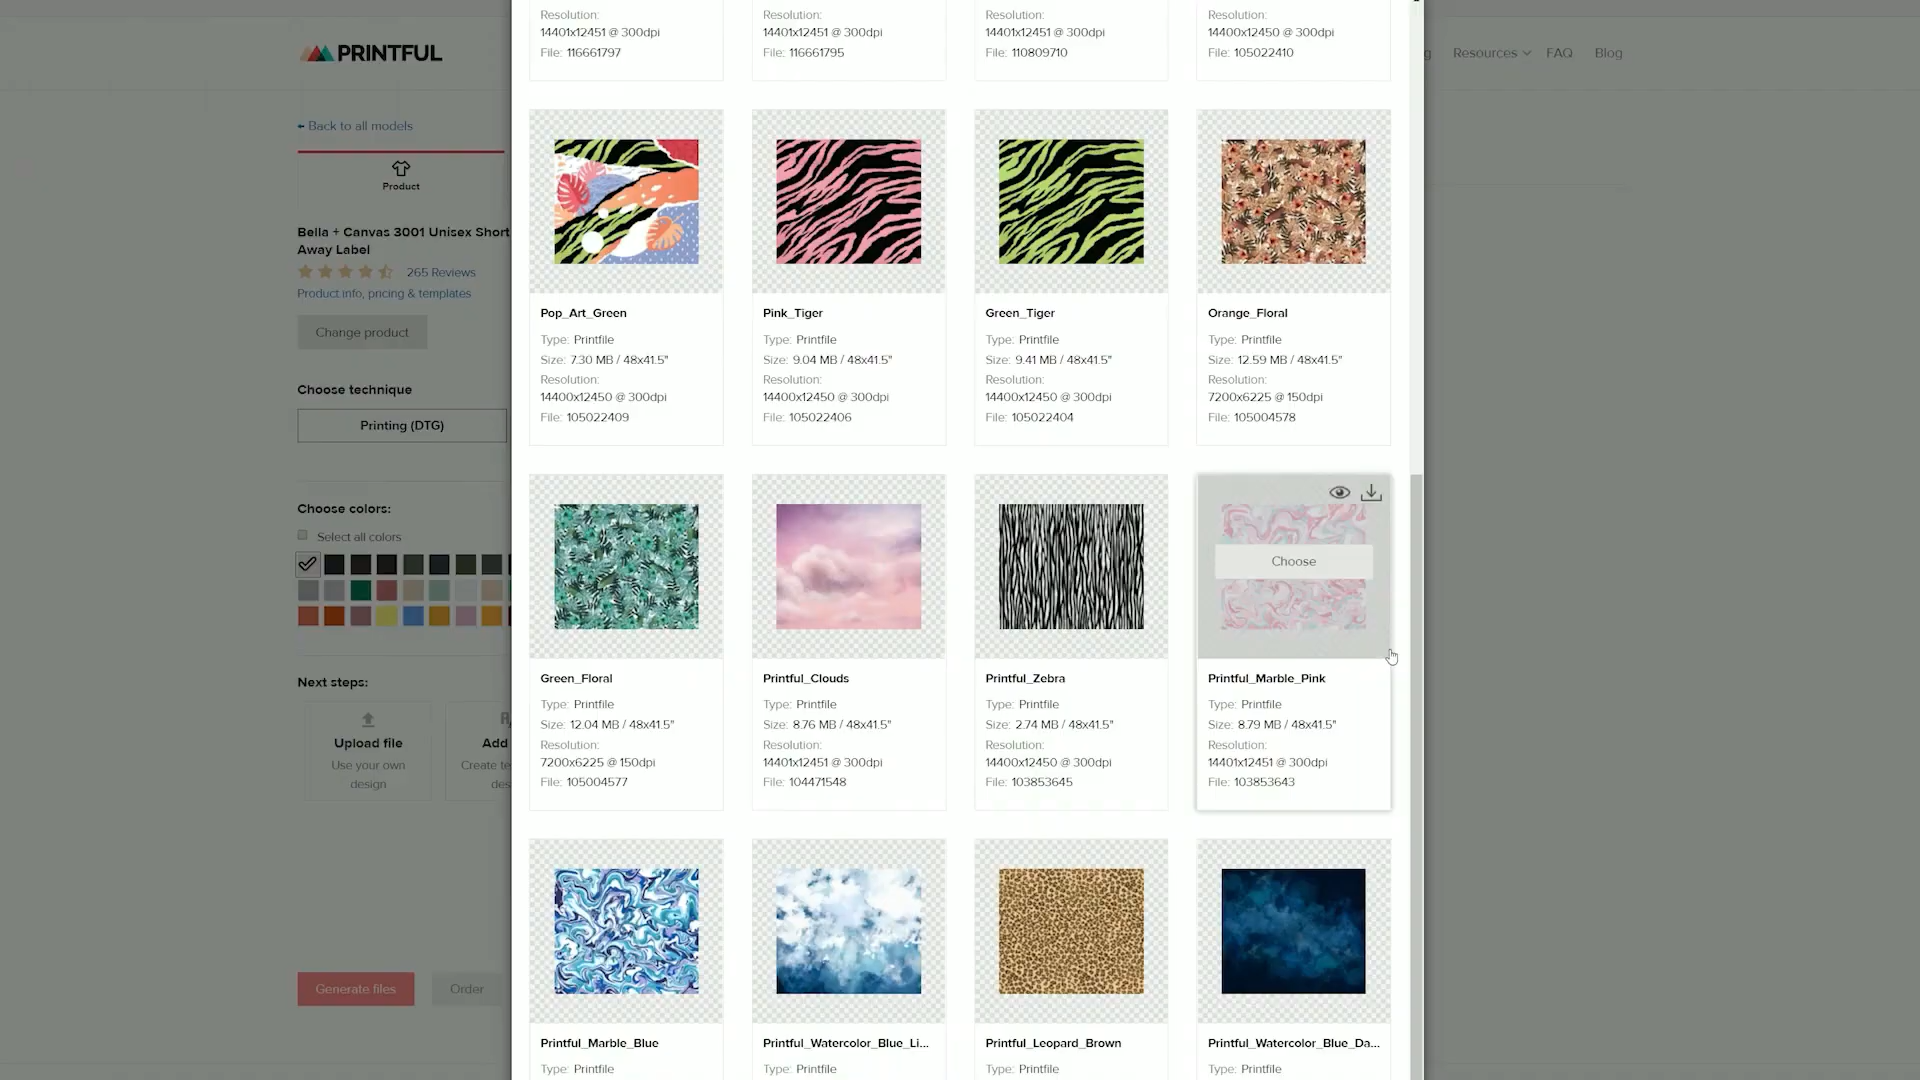 PRINTFUL
Resources
FAQ
Blog
← Back to all models
Product
Bella + Canvas 3001 Unisex Short
Away Label
265 Reviews
Product info, pricing & templates
Change product
Choose technique
Printing (DTG)
Choose colors:
Select all colors
Next steps:
Upload file
Use your own
design
Add
Generate files
Order
Resolution:
14401x12451 @ 300dpi
File: 116661797
Resolution:
14401x12451 @ 300dpi
File: 116661795
Resolution:
14401x12451 @ 300dpi
File: 110809710
Resolution:
14400x12450 @ 300dpi
File: 105022410
Pop_Art_Green
Type: Printfile
Size: 7.30 MB / 48x41.5"
Resolution:
14400x12450 @ 300dpi
File: 105022409
Pink_Tiger
Type: Printfile
Size: 9.04 MB / 48x41.5"
Resolution:
14400x12450 @ 300dpi
File: 105022406
Green_Tiger
Type: Printfile
Size: 9.41 MB / 48x41.5"
Resolution:
14400x12450 @ 300dpi
File: 105022404
Orange_Floral
Type: Printfile
Size: 12.59 MB / 48x41.5"
Resolution:
7200x6225 @ 150dpi
File: 105004578
Green_Floral
Type: Printfile
Size: 12.04 MB / 48x41.5"
Resolution:
7200x6225 @ 150dpi
File: 105004577
Printful_Clouds
Type: Printfile
Size: 8.76 MB / 48x41.5"
Resolution:
14401x12451 @ 300dpi
File: 104471548
Printful_Zebra
Type: Printfile
Size: 2.74 MB / 48x41.5"
Resolution:
14400x12450 @ 300dpi
File: 103853645
Choose
Printful_Marble_Pink
Type: Printfile
Size: 8.79 MB / 48x41.5"
Resolution:
14401x12451 @ 300dpi
File: 103853643
Printful_Marble_Blue
Type: Printfile
Printful_Watercolor_Blue_Li...
Type: Printfile
Printful_Leopard_Brown
Type: Printfile
Printful_Watercolor_Blue_Da...
Type: Printfile